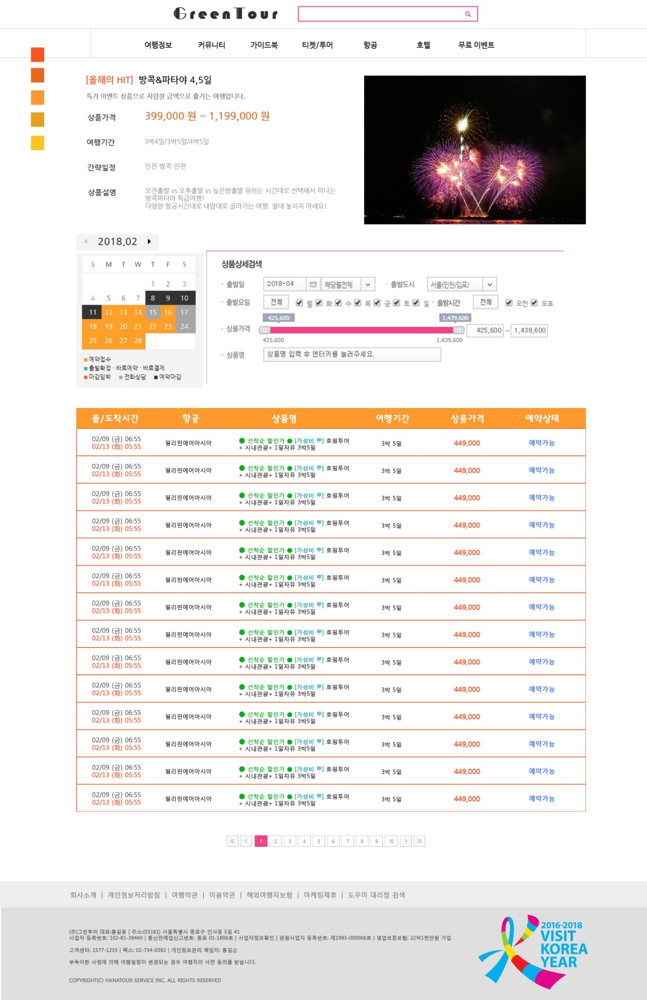 GreenTour
여행정보 커뮤니티 가이드북 티켓/투어 항공 호텔 무료 이벤트
[올해의 HIT] 방콕&파타야 4,5일
특가 이벤트 상품으로 저렴한 금액으로 즐기는 여행입니다.
상품가격 399,000 원 ~ 1,199,000 원
여행기간 3박4일/3박5일/4박5일
간략일정 인천-방콕-인천
상품설명 오전출발 vs 오후출발 vs 늦은밤출발 원하는 시간대로 선택해서 떠나는
방콕파타야 특급여행!
다양한 항공시간대로 내맘대로 골라가는 여행. 절대 놓치지 마세요!
2018.02
S M T W T F S
1 2 3
4 5 6 7 8 9 10
11 12 13 14 15 16 17
18 19 20 21 22 23 24
25 26 27 28
예약접수
출발확정 · 바로예약 · 바로결제
마감임박 전화상담 예약마감
상품상세검색
· 출발일 2018-04 해당월전체 · 출발도시 서울(인천/김포)
· 출발요일 전체 월 화 수 목 금 토 일 · 출발시간 전체 오전 오후
425,600 1,439,600
· 상품가격 425,600 ~ 1,439,600
425,600 1,439,600
· 상품명 상품명 입력 후 엔터키를 눌러주세요.
출/도착시간 항공 상품명 여행기간 상품가격 예약상태
02/09 (금) 06:55 필리핀에어아시아 ● 선착순 할인가 ● [가성비 甲] 호핑투어 3박 5일 449,000 예약가능
02/13 (화) 05:55 + 시내관광+ 1일자유 3박5일
02/09 (금) 06:55 필리핀에어아시아 ● 선착순 할인가 ● [가성비 甲] 호핑투어 3박 5일 449,000 예약가능
02/13 (화) 05:55 + 시내관광+ 1일자유 3박5일
02/09 (금) 06:55 필리핀에어아시아 ● 선착순 할인가 ● [가성비 甲] 호핑투어 3박 5일 449,000 예약가능
02/13 (화) 05:55 + 시내관광+ 1일자유 3박5일
02/09 (금) 06:55 필리핀에어아시아 ● 선착순 할인가 ● [가성비 甲] 호핑투어 3박 5일 449,000 예약가능
02/13 (화) 05:55 + 시내관광+ 1일자유 3박5일
02/09 (금) 06:55 필리핀에어아시아 ● 선착순 할인가 ● [가성비 甲] 호핑투어 3박 5일 449,000 예약가능
02/13 (화) 05:55 + 시내관광+ 1일자유 3박5일
02/09 (금) 06:55 필리핀에어아시아 ● 선착순 할인가 ● [가성비 甲] 호핑투어 3박 5일 449,000 예약가능
02/13 (화) 05:55 + 시내관광+ 1일자유 3박5일
02/09 (금) 06:55 필리핀에어아시아 ● 선착순 할인가 ● [가성비 甲] 호핑투어 3박 5일 449,000 예약가능
02/13 (화) 05:55 + 시내관광+ 1일자유 3박5일
02/09 (금) 06:55 필리핀에어아시아 ● 선착순 할인가 ● [가성비 甲] 호핑투어 3박 5일 449,000 예약가능
02/13 (화) 05:55 + 시내관광+ 1일자유 3박5일
02/09 (금) 06:55 필리핀에어아시아 ● 선착순 할인가 ● [가성비 甲] 호핑투어 3박 5일 449,000 예약가능
02/13 (화) 05:55 + 시내관광+ 1일자유 3박5일
02/09 (금) 06:55 필리핀에어아시아 ● 선착순 할인가 ● [가성비 甲] 호핑투어 3박 5일 449,000 예약가능
02/13 (화) 05:55 + 시내관광+ 1일자유 3박5일
02/09 (금) 06:55 필리핀에어아시아 ● 선착순 할인가 ● [가성비 甲] 호핑투어 3박 5일 449,000 예약가능
02/13 (화) 05:55 + 시내관광+ 1일자유 3박5일
02/09 (금) 06:55 필리핀에어아시아 ● 선착순 할인가 ● [가성비 甲] 호핑투어 3박 5일 449,000 예약가능
02/13 (화) 05:55 + 시내관광+ 1일자유 3박5일
02/09 (금) 06:55 필리핀에어아시아 ● 선착순 할인가 ● [가성비 甲] 호핑투어 3박 5일 449,000 예약가능
02/13 (화) 05:55 + 시내관광+ 1일자유 3박5일
02/09 (금) 06:55 필리핀에어아시아 ● 선착순 할인가 ● [가성비 甲] 호핑투어 3박 5일 449,000 예약가능
02/13 (화) 05:55 + 시내관광+ 1일자유 3박5일
≪ < 1 2 3 4 5 6 7 8 9 10 > ≫
회사소개 | 개인정보처리방침 | 여행약관 | 이용약관 | 해외여행자보험 | 마케팅제휴 | 도우미 대리점 검색
(주)그린투어 대표:홍길동 | 주소:(03161) 서울특별시 종로구 인사동 5길 41
사업자 등록번호: 102-81-39440 | 통신판매업신고번호: 종로 01-1806호 | 사업자정보확인 | 관광사업자 등록번호: 제1993-000006호 | 영업보증보험: 22억1천만원 가입
고객센터: 1577-1233 | 팩스: 02-734-0392 | 개인정보관리 책임자: 홍길순
부득이한 사정에 의해 여행일정이 변경되는 경우 여행자의 사전 동의를 받습니다.
COPYRIGHT(C) HANATOUR SERVICE INC. ALL RIGHTS RESERVED
2016-2018
VISIT
KOREA
YEAR